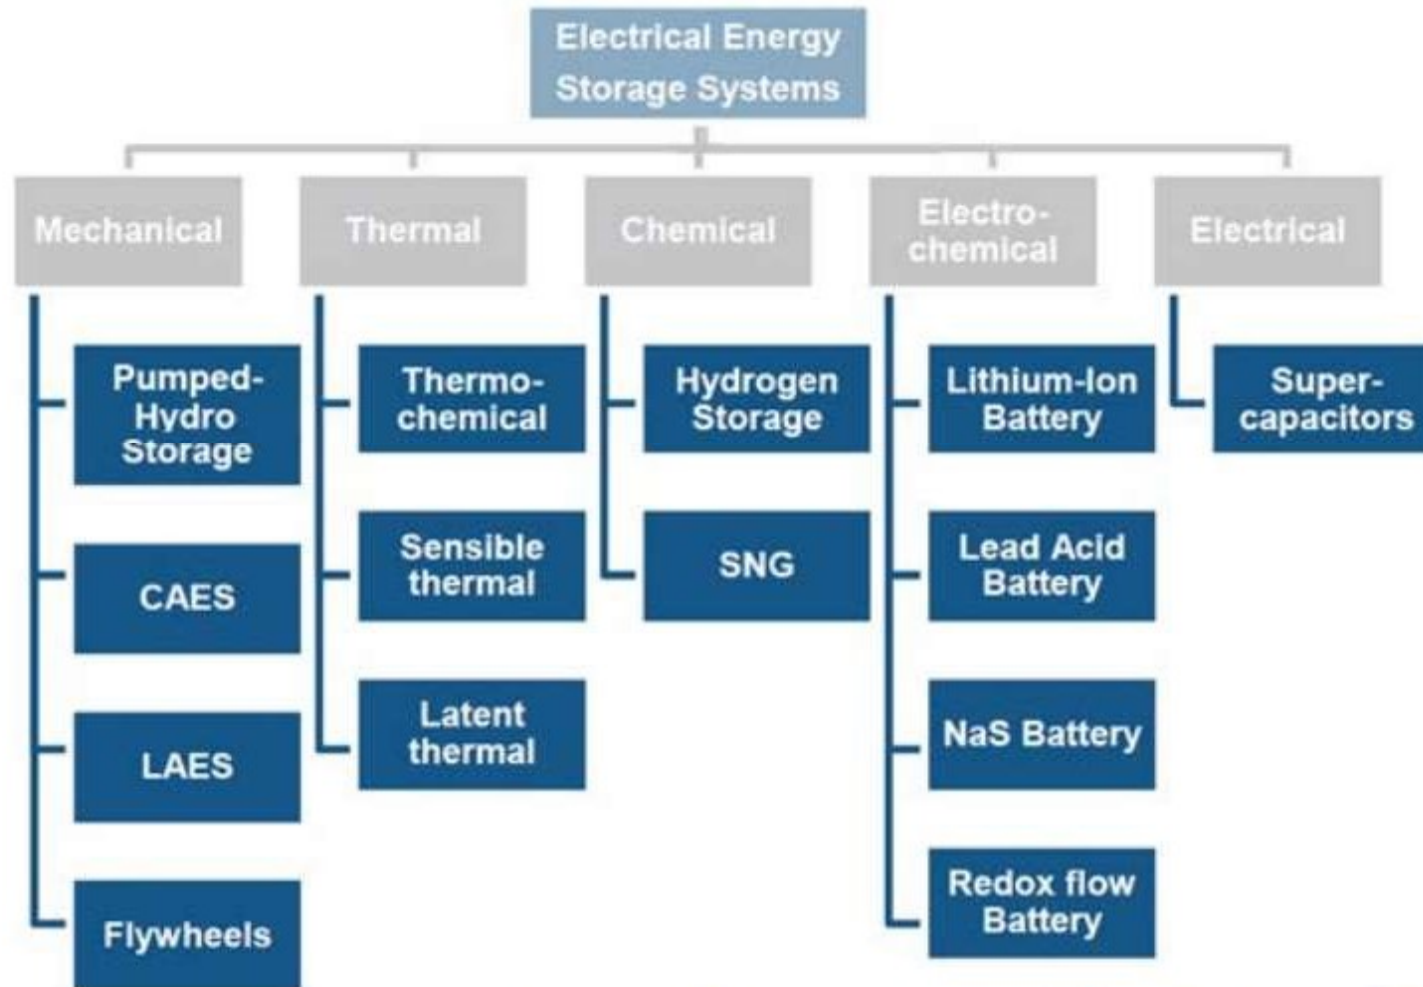 Electrical Energy
Storage Systems
Mechanical
Thermal
Chemical
Electro-
chemical
Electrical
Pumped-
Hydro
Storage
CAES
LAES
Flywheels
Thermo-
chemical
Sensible
thermal
Latent
thermal
Hydrogen
Storage
SNG
Lithium-Ion
Battery
Lead Acid
Battery
NaS Battery
Redox flow
Battery
Super-
capacitors